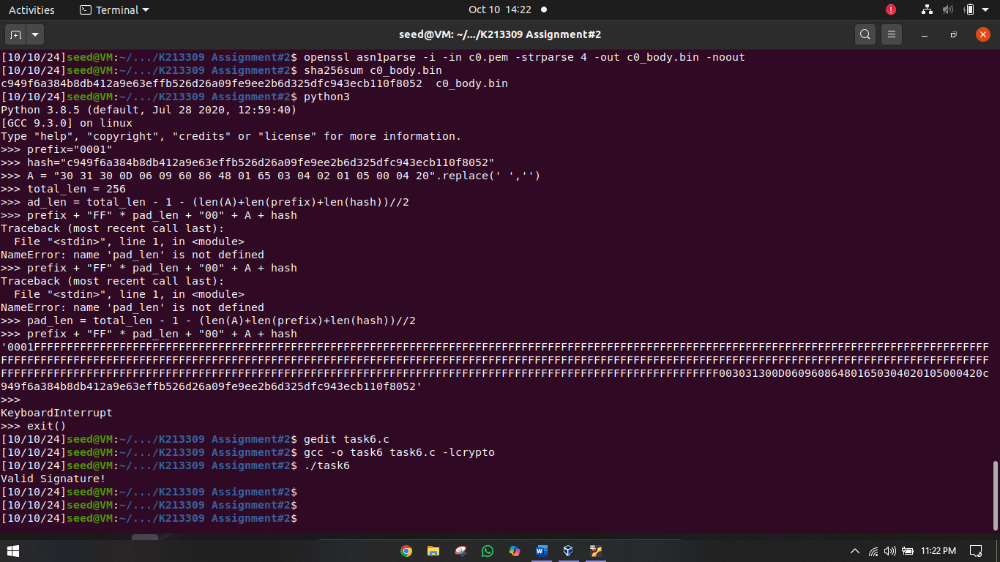 Activities
Terminal
Oct 10 14:22
seed@VM: ~/.../K213309 Assignment#2
[10/10/24]seed@VM:~/.../K213309 Assignment#2$ openssl asn1parse -i -in c0.pem -strparse 4 -out c0_body.bin -noout
[10/10/24]seed@VM:~/.../K213309 Assignment#2$ sha256sum c0_body.bin
c949f6a384b8db412a9e63effb526d26a09fe9ee2b6d325dfc943ecb110f8052  c0_body.bin
[10/10/24]seed@VM:~/.../K213309 Assignment#2$ python3
Python 3.8.5 (default, Jul 28 2020, 12:59:40)
[GCC 9.3.0] on linux
Type "help", "copyright", "credits" or "license" for more information.
>>> prefix="0001"
>>> hash="c949f6a384b8db412a9e63effb526d26a09fe9ee2b6d325dfc943ecb110f8052"
>>> A = "30 31 30 0D 06 09 60 86 48 01 65 03 04 02 01 05 00 04 20".replace(' ','')
>>> total_len = 256
>>> ad_len = total_len - 1 - (len(A)+len(prefix)+len(hash))//2
>>> prefix + "FF" * pad_len + "00" + A + hash
Traceback (most recent call last):
  File "<stdin>", line 1, in <module>
NameError: name 'pad_len' is not defined
>>> prefix + "FF" * pad_len + "00" + A + hash
Traceback (most recent call last):
  File "<stdin>", line 1, in <module>
NameError: name 'pad_len' is not defined
>>> pad_len = total_len - 1 - (len(A)+len(prefix)+len(hash))//2
>>> prefix + "FF" * pad_len + "00" + A + hash
'0001FFFFFFFFFFFFFFFFFFFFFFFFFFFFFFFFFFFFFFFFFFFFFFFFFFFFFFFFFFFFFFFFFFFFFFFFFFFFFFFFFFFFFFFFFFFFFFFFFFFFFFFFFFFFFFFFFFFFFFFFFFFFFFFFFFFFFFFFF
FFFFFFFFFFFFFFFFFFFFFFFFFFFFFFFFFFFFFFFFFFFFFFFFFFFFFFFFFFFFFFFFFFFFFFFFFFFFFFFFFFFFFFFFFFFFFFFFFFFFFFFFFFFFFFFFFFFFFFFFFFFFFFFFFFFFFFFFFFFFFFFFFFFFFF
FFFFFFFFFFFFFFFFFFFFFFFFFFFFFFFFFFFFFFFFFFFFFFFFFFFFFFFFFFFFFFFFFFFFFFFFFFFFFFFFFFFFFFFFFFFFFFFFFFFFFFFFFFFFF003031300D060960864801650304020105000420c
949f6a384b8db412a9e63effb526d26a09fe9ee2b6d325dfc943ecb110f8052'
>>>
KeyboardInterrupt
>>> exit()
[10/10/24]seed@VM:~/.../K213309 Assignment#2$ gedit task6.c
[10/10/24]seed@VM:~/.../K213309 Assignment#2$ gcc -o task6 task6.c -lcrypto
[10/10/24]seed@VM:~/.../K213309 Assignment#2$ ./task6
Valid Signature!
[10/10/24]seed@VM:~/.../K213309 Assignment#2$
[10/10/24]seed@VM:~/.../K213309 Assignment#2$
[10/10/24]seed@VM:~/.../K213309 Assignment#2$
11:22 PM